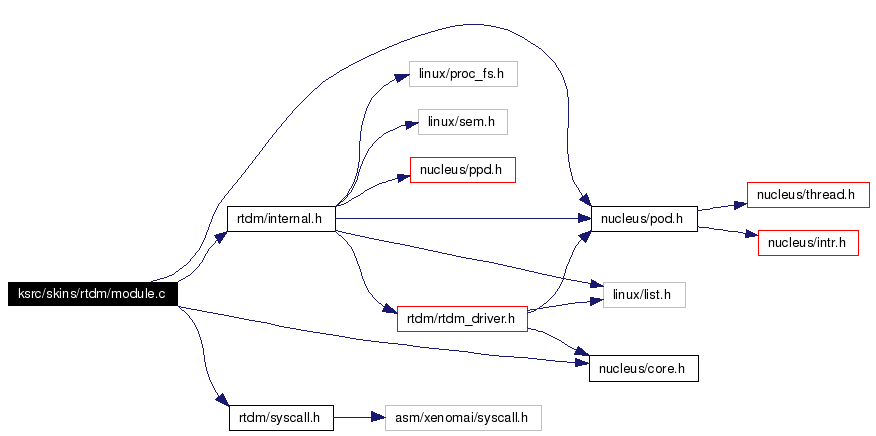 linux/proc_fs.h
linux/sem.h
nucleus/ppd.h
nucleus/thread.h
rtdm/internal.h
nucleus/pod.h
nucleus/intr.h
ksrc/skins/rtdm/module.c
linux/list.h
rtdm/rtdm_driver.h
nucleus/core.h
rtdm/syscall.h
asm/xenomai/syscall.h